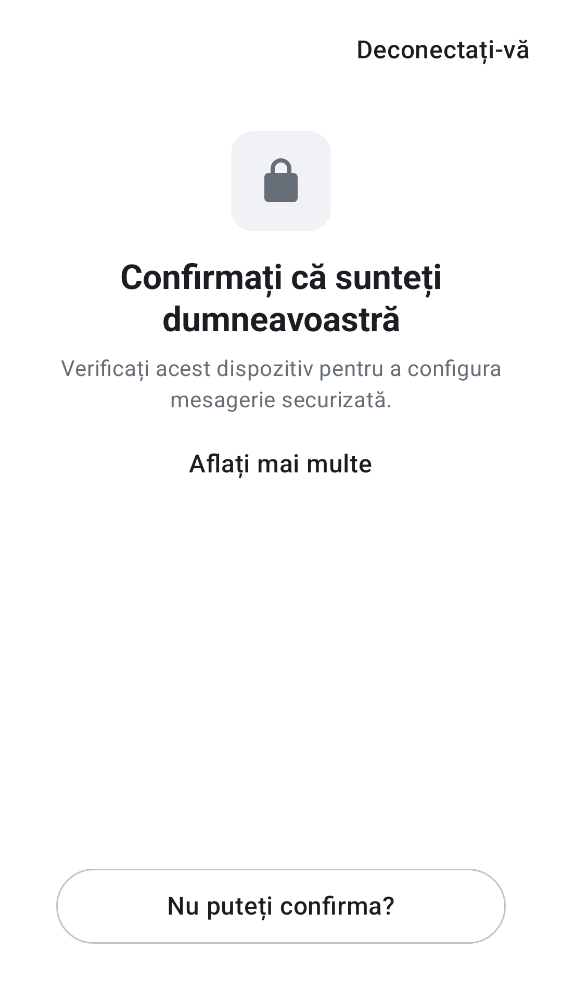 Deconectați-vă
Confirmați că sunteți
dumneavoastră
Verificați acest dispozitiv pentru a configura
mesagerie securizată.
Aflați mai multe
Nu puteți confirma?